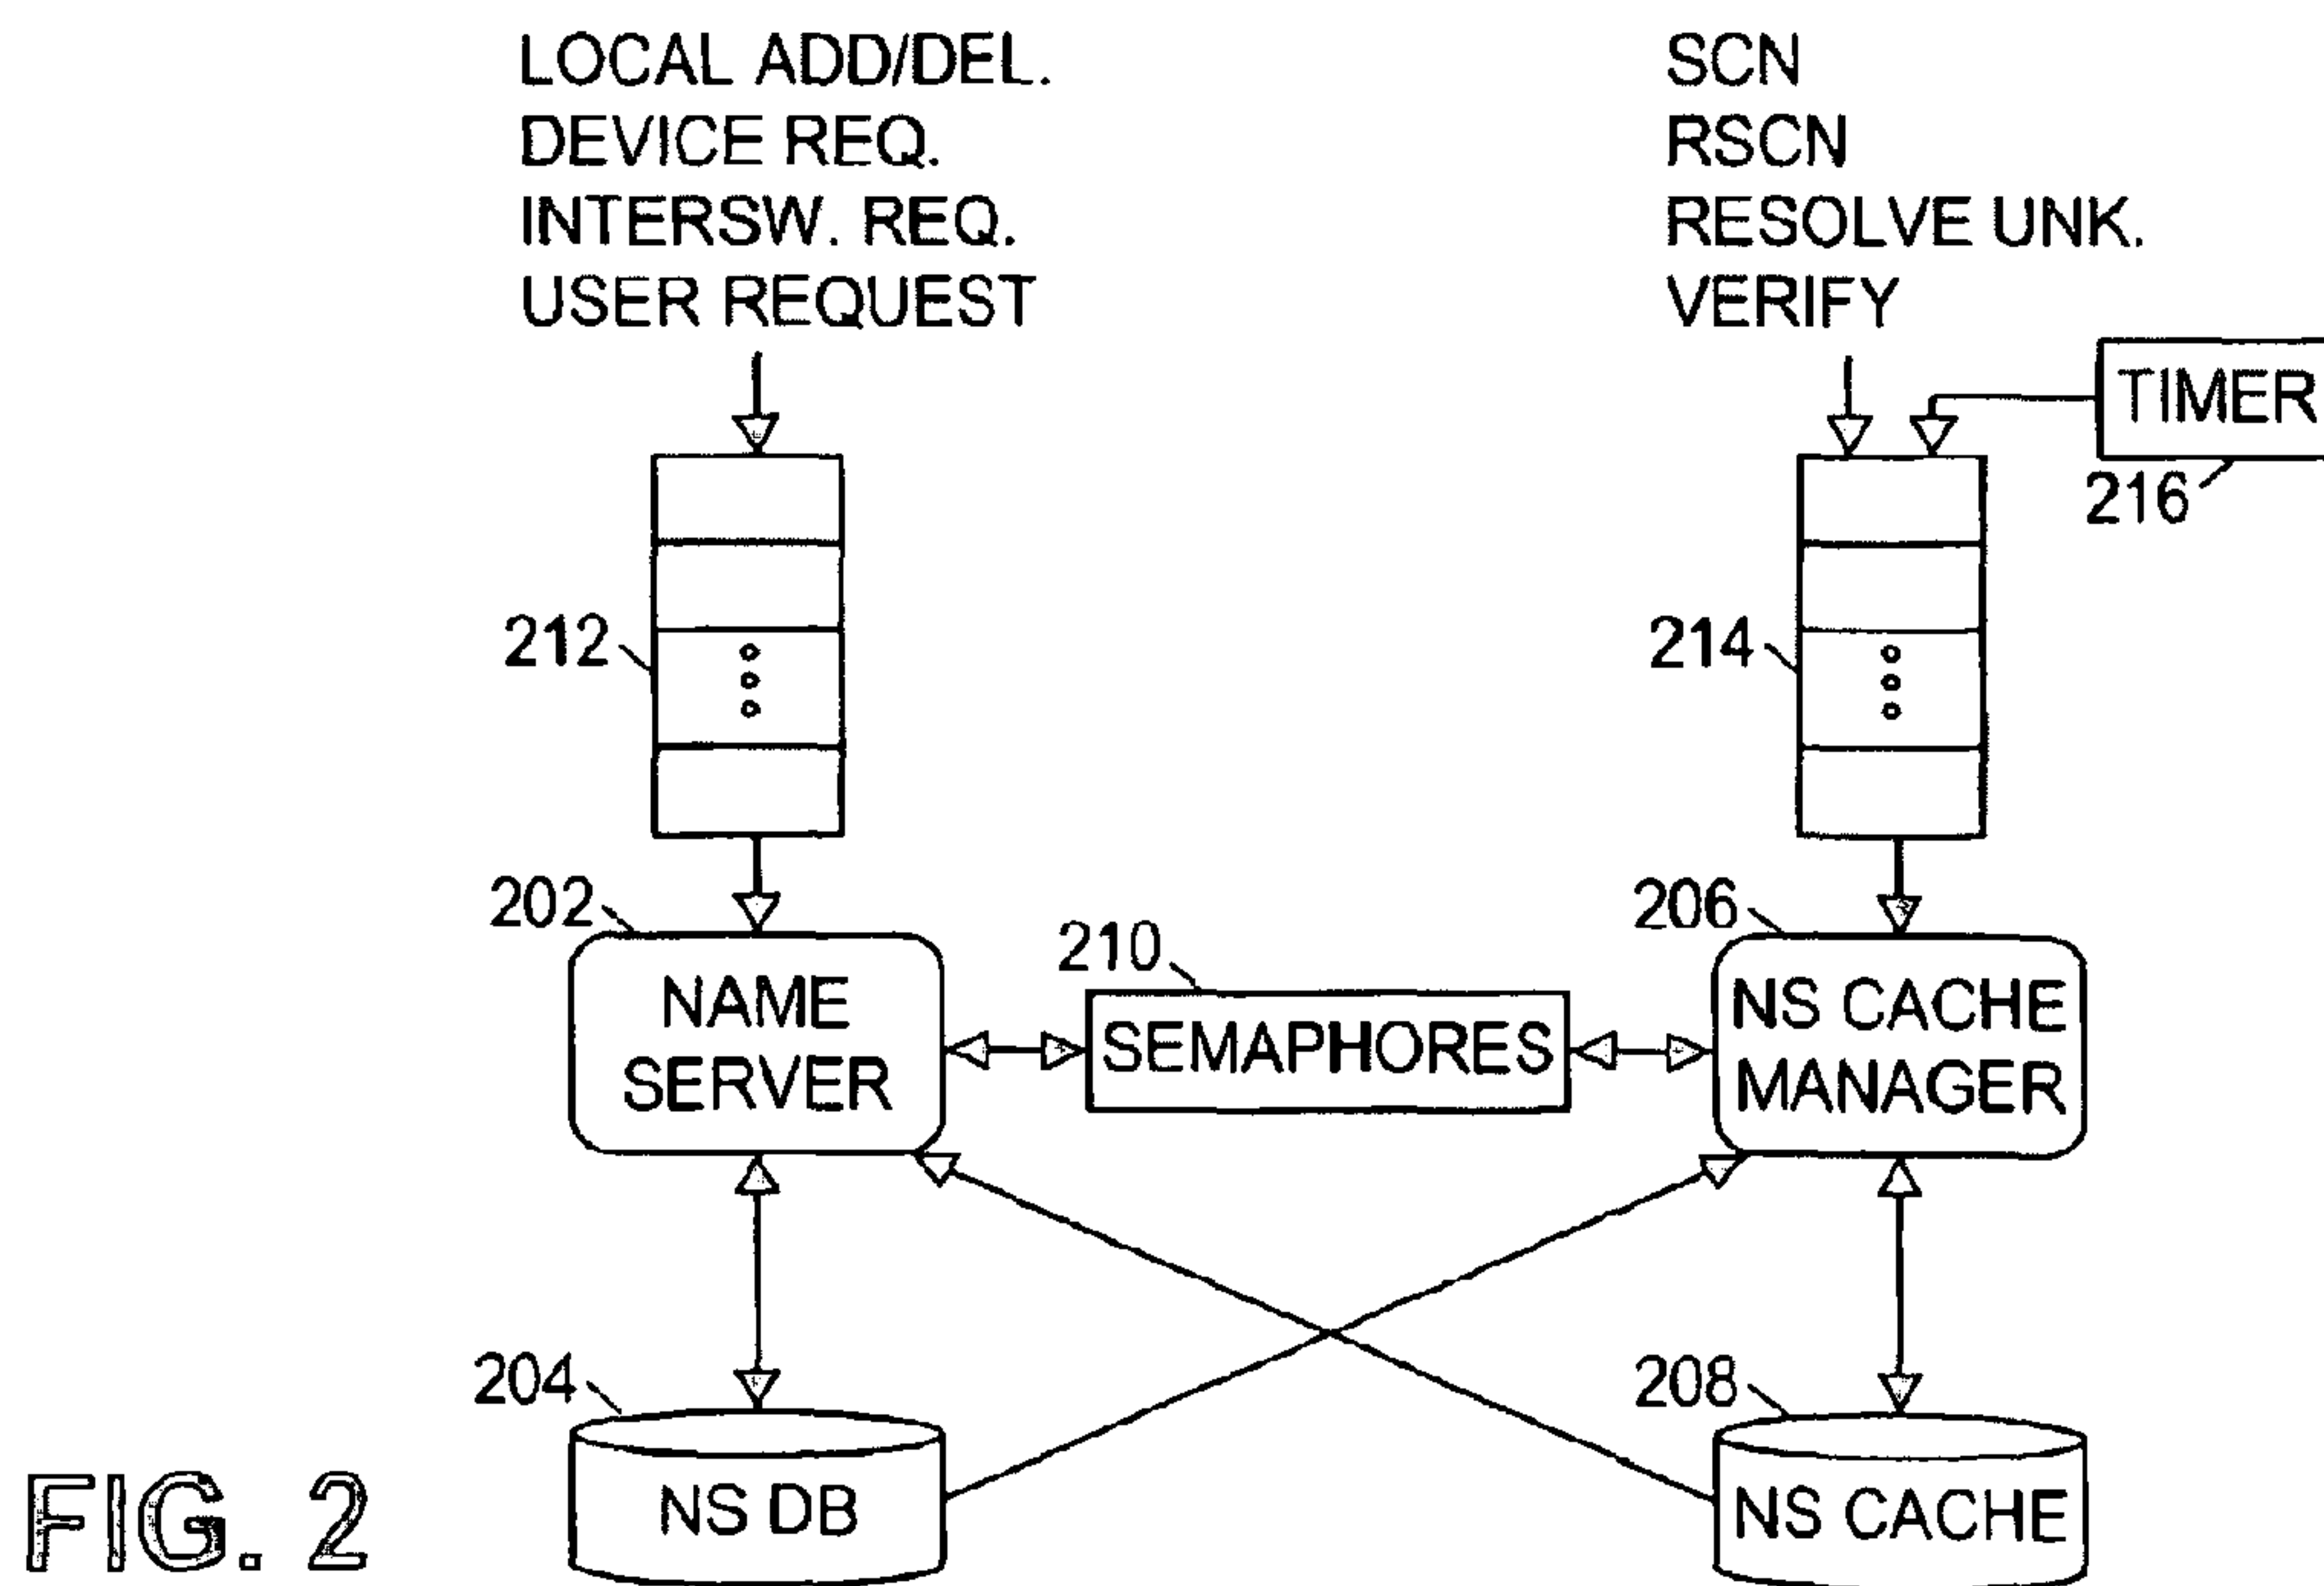 LOCAL ADD/DEL.
DEVICE REQ.
INTERSW. REQ.
USER REQUEST
SCN
RSCN
RESOLVE UNK.
VERIFY
TIMER
216
212
214
202
210
206
NAME
SERVER
SEMAPHORES
NS CACHE
MANAGER
204
208
NS DB
NS CACHE
FIG. 2